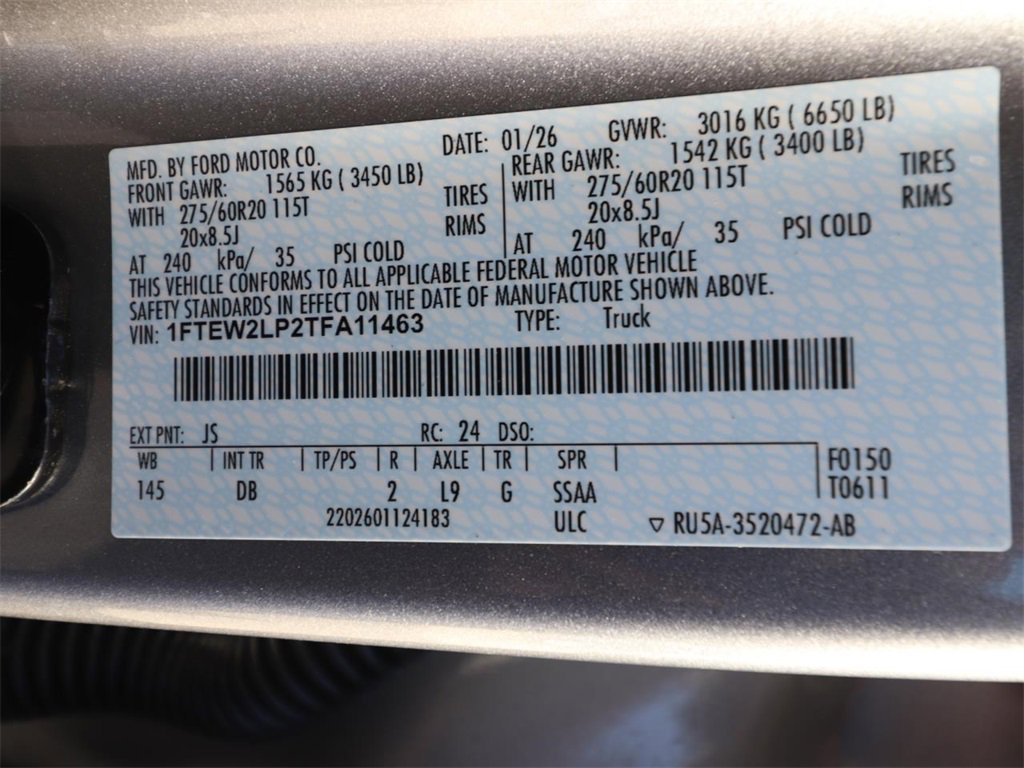 MFD. BY FORD MOTOR CO. DATE: 01/26 GVWR: 3016 KG ( 6650 LB)
FRONT GAWR: 1565 KG ( 3450 LB) REAR GAWR: 1542 KG ( 3400 LB)
WITH 275/60R20 115T TIRES WITH 275/60R20 115T TIRES
20x8.5J RIMS 20x8.5J RIMS
AT 240 kPa/ 35 PSI COLD AT 240 kPa/ 35 PSI COLD
THIS VEHICLE CONFORMS TO ALL APPLICABLE FEDERAL MOTOR VEHICLE
SAFETY STANDARDS IN EFFECT ON THE DATE OF MANUFACTURE SHOWN ABOVE.
VIN: 1FTEW2LP2TFA11463 TYPE: Truck
EXT PNT: JS RC: 24 DSO:
WB INT TR TP/PS R AXLE TR SPR F0150
145 DB 2 L9 G SSAA T0611
2202601124183 ULC ▽ RU5A-3520472-AB